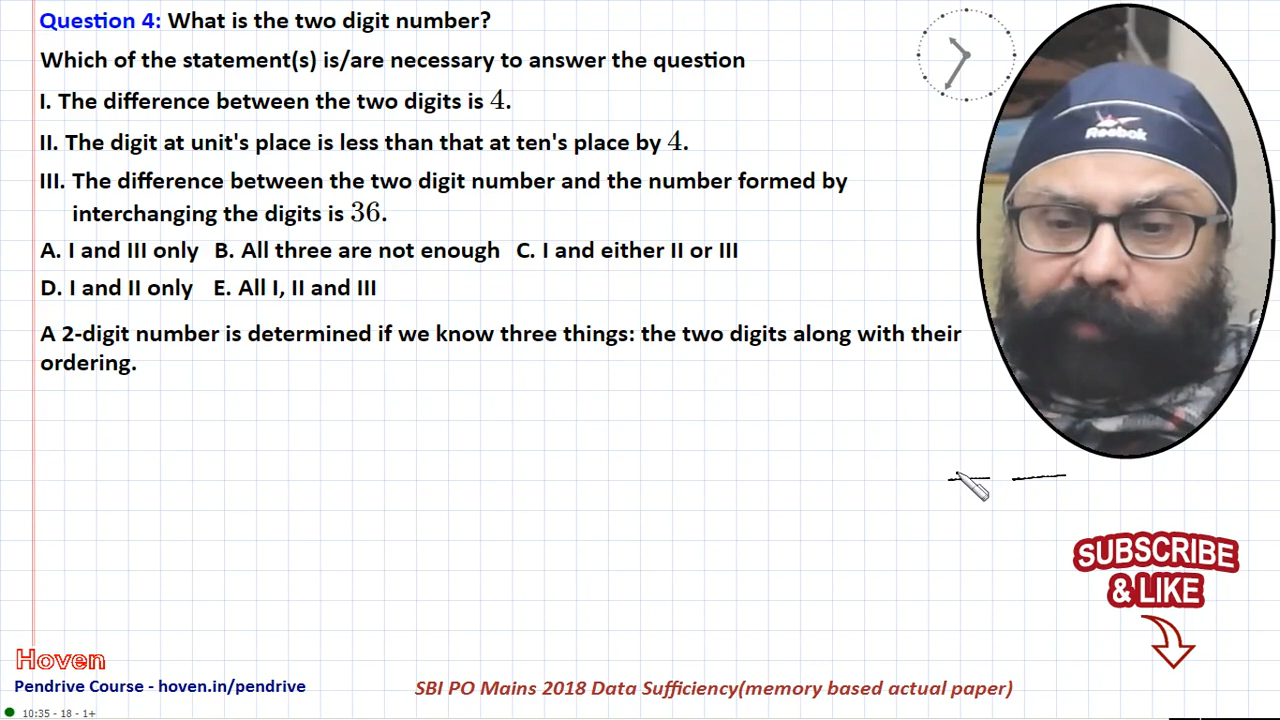 Question 4: What is the two digit number?
Which of the statement(s) is/are necessary to answer the question
I. The difference between the two digits is 4.
II. The digit at unit's place is less than that at ten's place by 4.
III. The difference between the two digit number and the number formed by
interchanging the digits is 36.
A. I and III only B. All three are not enough C. I and either II or III
D. I and II only E. All I, II and III
A 2-digit number is determined if we know three things: the two digits along with their
ordering.
Reebok
SUBSCRIBE
& LIKE
Hoven
Pendrive Course - hoven.in/pendrive
SBI PO Mains 2018 Data Sufficiency(memory based actual paper)
10:35 - 18 - 1+